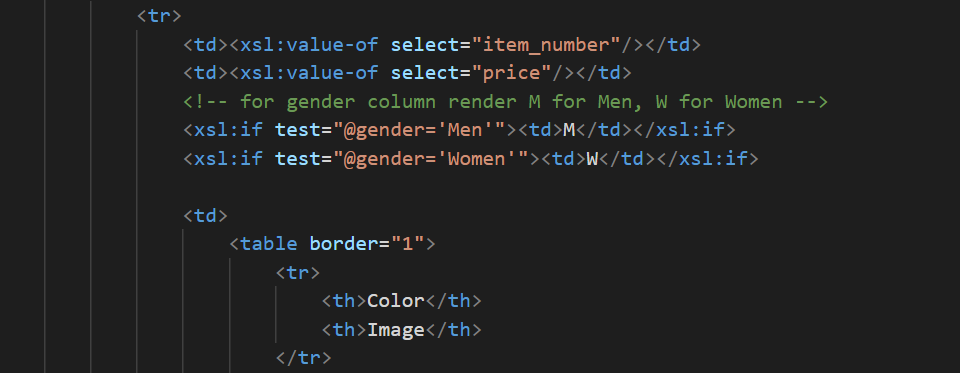 <tr>
<td><xsl:value-of select="item_number"/></td>
<td><xsl:value-of select="price"/></td>
<!-- for gender column render M for Men, W for Women -->
<xsl:if test="@gender='Men'"><td>M</td></xsl:if>
<xsl:if test="@gender='Women'"><td>W</td></xsl:if>
<td>
<table border="1">
<tr>
<th>Color</th>
<th>Image</th>
</tr>